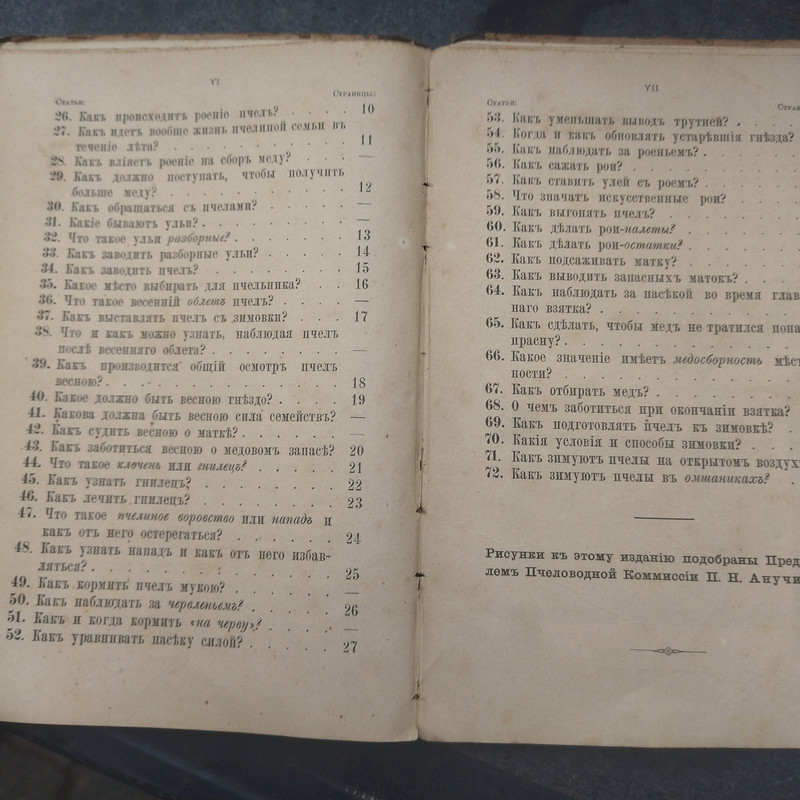 VI
Статьи: Страницы:
26. Какъ происходитъ роеніе пчелъ? . . . . 10
27. Какъ идетъ вообще жизнь пчелиной семьи въ
теченіе лѣта? . . . . . . . . . . 11
28. Какъ вліяетъ роеніе на сборъ меду? . . . —
29. Какъ должно поступать, чтобы получить
больше меду? . . . . . . . . . . 12
30. Какъ обращаться съ пчелами? . . . . . —
31. Какіе бываютъ ульи? . . . . . . . . —
32. Что такое ульи разборные? . . . . . . 13
33. Какъ заводить разборные ульи? . . . . . 14
34. Какъ заводить пчелъ? . . . . . . . 15
35. Какое мѣсто выбирать для пчельника? . . 16
36. Что такое весенній облетъ пчелъ? . . . . —
37. Какъ выставлять пчелъ съ зимовки? . . . 17
38. Что и какъ можно узнать, наблюдая пчелъ
послѣ весенняго облета? . . . . . . . —
39. Какъ производится общій осмотръ пчелъ
весною? . . . . . . . . . . . . 18
40. Какое должно быть весною гнѣздо? . . . . 19
41. Какова должна быть весною сила семействъ? —
42. Какъ судить весною о маткѣ? . . . . . . —
43. Какъ заботиться весною о медовомъ запасѣ? 20
44. Что такое клочень или гнилецъ? . . . . . 21
45. Какъ узнать гнилецъ? . . . . . . . . 22
46. Какъ лечить гнилецъ? . . . . . . . . 23
47. Что такое пчелиное воровство или нападъ и
какъ отъ него остерегаться? . . . . . . 24
48. Какъ узнать нападъ и какъ отъ него избав-
ляться? . . . . . . . . . . . . 25
49. Какъ кормить пчелъ мукою? . . . . . . —
50. Какъ наблюдать за червленьемъ? . . . . . 26
51. Какъ и когда кормить «на черву»? . . . . —
52. Какъ уравнивать пасѣку силой? . . . . . 27
VII
Статьи:
53. Какъ уменьшать выводъ трутней? . . . .
54. Когда и какъ обновлять устарѣвшія гнѣзда? .
55. Какъ наблюдать за роеньемъ? . . . . .
56. Какъ сажать рои? . . . . . . . . .
57. Какъ ставить улей съ роемъ? . . . . . .
58. Что значатъ искусственные рои? . . . .
59. Какъ выгонять пчелъ? . . . . . . .
60. Какъ дѣлать рои-налеты? . . . . . .
61. Какъ дѣлать рои-остатки? . . . . . .
62. Какъ подсаживать матку? . . . . . .
63. Какъ выводить запасныхъ матокъ? . . . .
64. Какъ наблюдать за пасѣкой во время глав
наго взятка? . . . . . . . . . .
65. Какъ сдѣлать, чтобы медъ не тратился пона
прасну? . . . . . . . . . . . .
66. Какое значеніе имѣетъ медосборность мѣст
ности? . . . . . . . . . . . .
67. Какъ отбирать медъ? . . . . . . . .
68. О чемъ заботиться при окончаніи взятка?
69. Какъ подготовлять пчелъ къ зимовкѣ? .
70. Какія условія и способы зимовки? . . . .
71. Какъ зимуютъ пчелы на открытомъ воздух
72. Какъ зимуютъ пчелы въ омшаникахъ? .
Рисунки къ этому изданію подобраны Пред
лемъ Пчеловодной Коммиссіи П. Н. Анучи